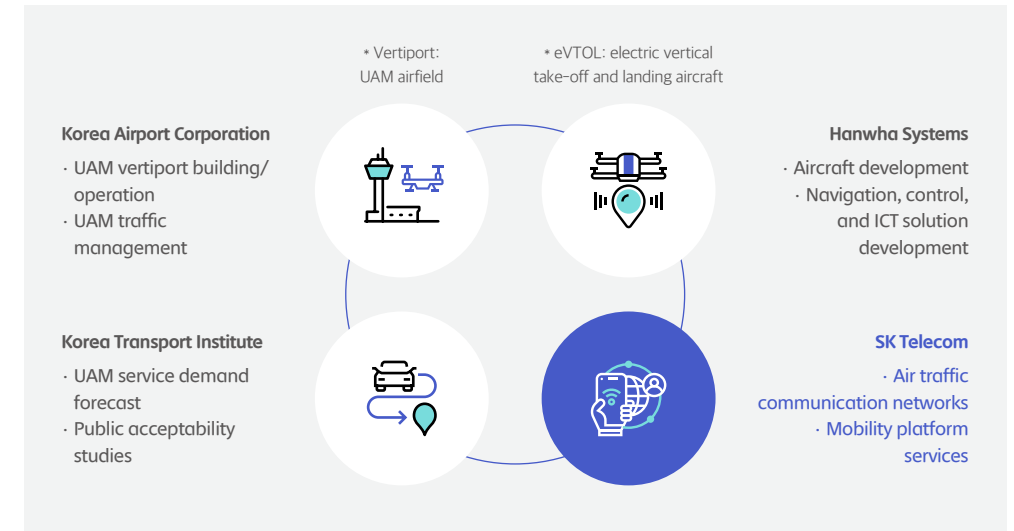 * Vertiport:
UAM airfield
* eVTOL: electric vertical
take-off and landing aircraft
Korea Airport Corporation
· UAM vertiport building/
operation
· UAM traffic
management
Hanwha Systems
· Aircraft development
· Navigation, control,
and ICT solution
development
Korea Transport Institute
· UAM service demand
forecast
· Public acceptability
studies
SK Telecom
· Air traffic
communication networks
· Mobility platform
services